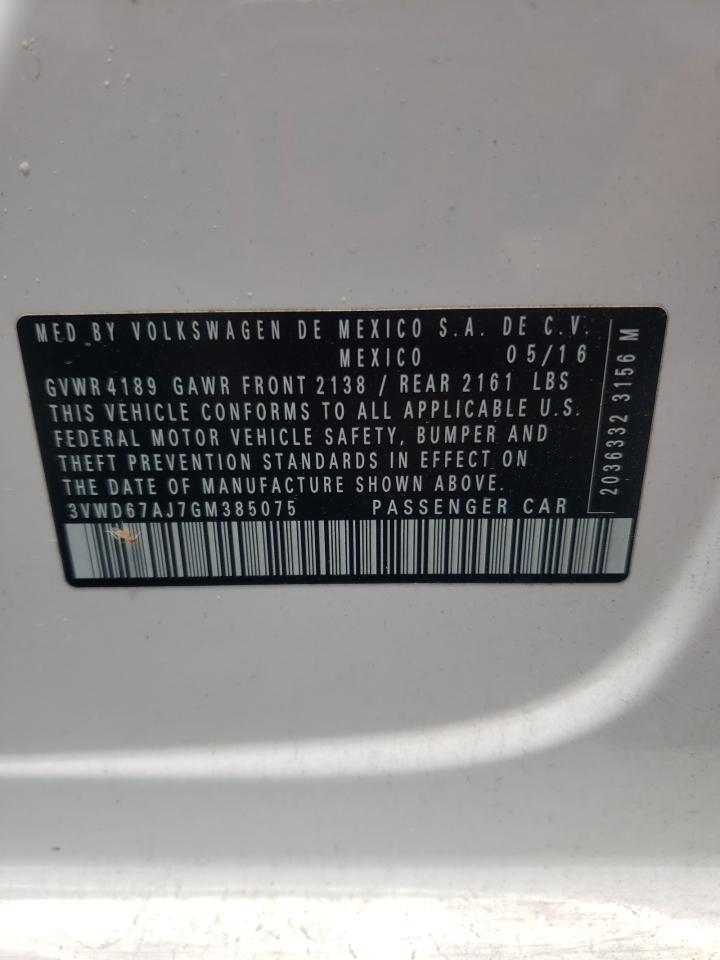 MFD BY VOLKSWAGEN DE MEXICO S.A. DE C.V.
MEXICO 05/16
GVWR 4189 GAWR FRONT 2138 / REAR 2161 LBS
THIS VEHICLE CONFORMS TO ALL APPLICABLE U.S.
FEDERAL MOTOR VEHICLE SAFETY, BUMPER AND
THEFT PREVENTION STANDARDS IN EFFECT ON
THE DATE OF MANUFACTURE SHOWN ABOVE.
3VWD67AJ7GM385075 PASSENGER CAR
2036332 3156 M